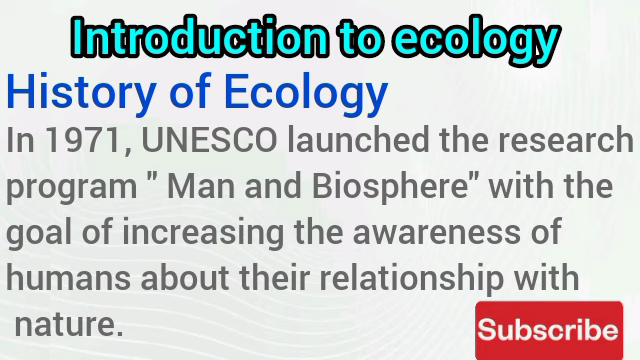 Introduction to ecology
History of Ecology
In 1971, UNESCO launched the research
program " Man and Biosphere" with the
goal of increasing the awareness of
humans about their relationship with
nature.
Subscribe